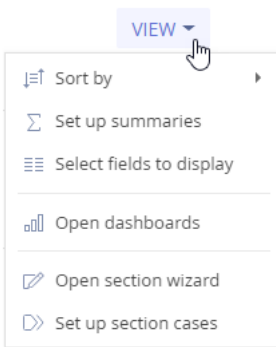 VIEW
Sort by
Set up summaries
Select fields to display
Open dashboards
Open section wizard
Set up section cases